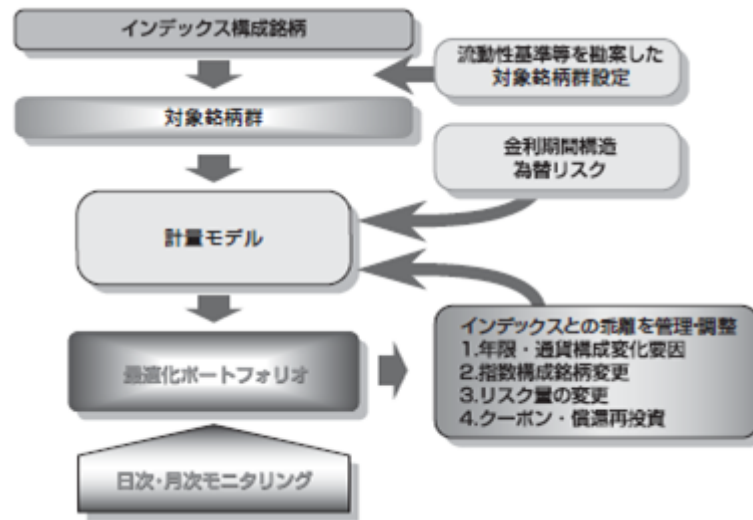 インデックス構成銘柄
流動性基準等を勘案した
対象銘柄群設定
対象銘柄群
金利期間構造
為替リスク
計量モデル
インデックスとの乖離を管理・調整
1.年限・通貨構成変化要因
2.指数構成銘柄変更
3.リスク量の変更
4.クーポン・償還再投資
最適化ポートフォリオ
日次・月次モニタリング